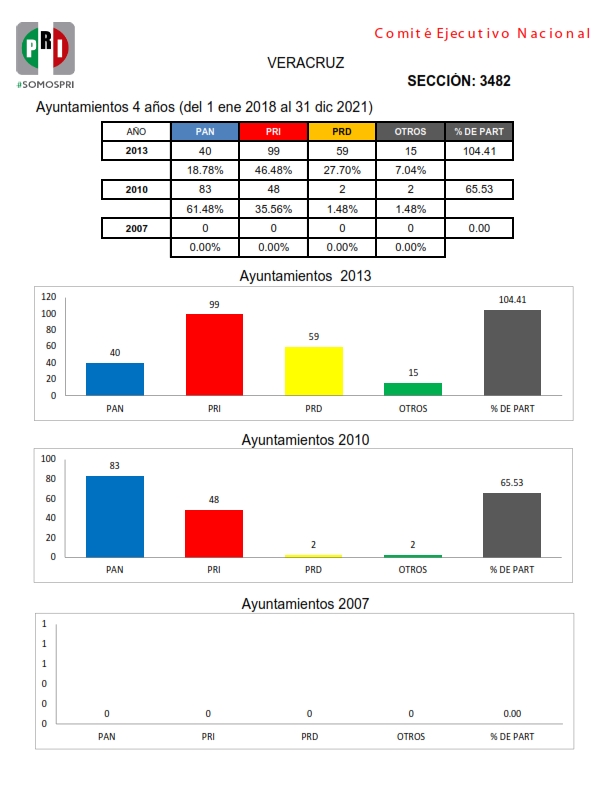 Comité Ejecutivo Nacional
PRI
#SOMOSPRI
VERACRUZ
SECCIÓN: 3482
Ayuntamientos 4 años (del 1 ene 2018 al 31 dic 2021)
AÑO PAN PRI PRD OTROS % DE PART
2013 40 99 59 15 104.41
18.78% 46.48% 27.70% 7.04%
2010 83 48 2 2 65.53
61.48% 35.56% 1.48% 1.48%
2007 0 0 0 0 0.00
0.00% 0.00% 0.00% 0.00%
Ayuntamientos 2013
120
100
80
60
40
20
0
40 99 59 15 104.41
PAN PRI PRD OTROS % DE PART
Ayuntamientos 2010
100
80
60
40
20
0
83 48 2 2 65.53
PAN PRI PRD OTROS % DE PART
Ayuntamientos 2007
1
1
1
0
0
0
0 0 0 0 0.00
PAN PRI PRD OTROS % DE PART